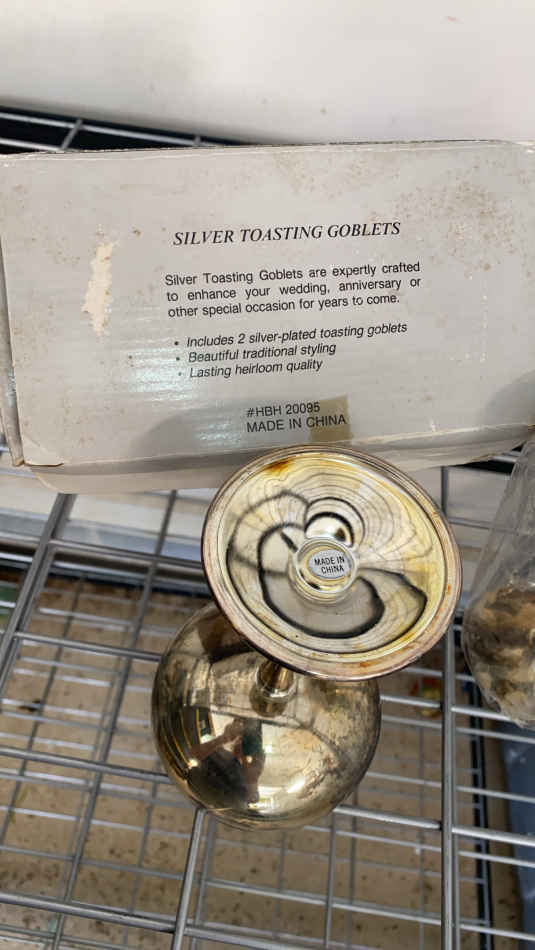 SILVER TOASTING GOBLETS
Silver Toasting Goblets are expertly crafted
to enhance your wedding, anniversary or
other special occasion for years to come.
• Includes 2 silver-plated toasting goblets
• Beautiful traditional styling
• Lasting heirloom quality
#HBH 20095
MADE IN CHINA
MADE IN
CHINA